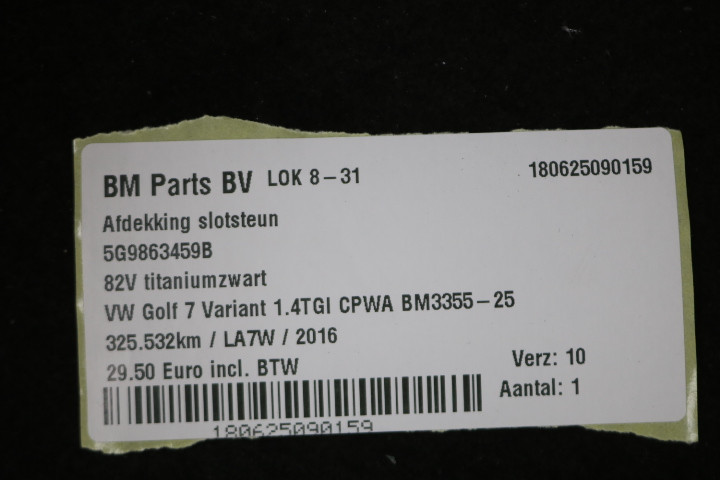 BM Parts BV LOK 8-31 180625090159
Afdekking slotsteun
5G9863459B
82V titaniumzwart
VW Golf 7 Variant 1.4TGI CPWA BM3355-25
325.532km / LA7W / 2016
29.50 Euro incl. BTW
Verz: 10
Aantal: 1
180625090159